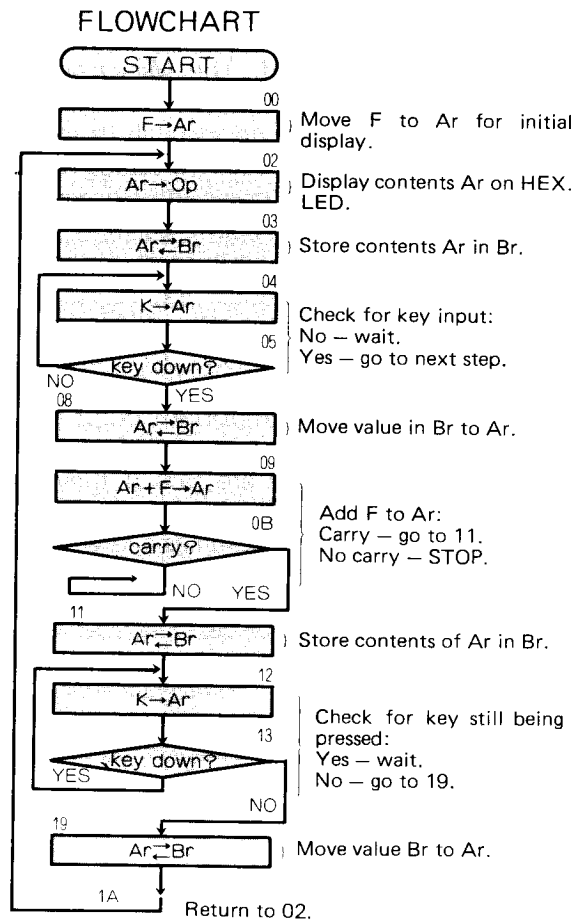 FLOWCHART
START
00
F→Ar
Move F to Ar for initial
display.
02
Ar→Op
Display contents Ar on HEX.
LED.
03
Ar⇄Br
Store contents Ar in Br.
04
K→Ar
Check for key input:
No – wait.
Yes – go to next step.
05
key down?
NO
YES
08
Ar⇄Br
Move value in Br to Ar.
09
Ar+F→Ar
Add F to Ar:
Carry – go to 11.
No carry – STOP.
0B
carry?
NO
YES
11
Ar⇄Br
Store contents of Ar in Br.
12
K→Ar
Check for key still being
pressed:
Yes – wait.
No – go to 19.
13
key down?
YES
NO
19
Ar⇄Br
Move value Br to Ar.
1A
Return to 02.